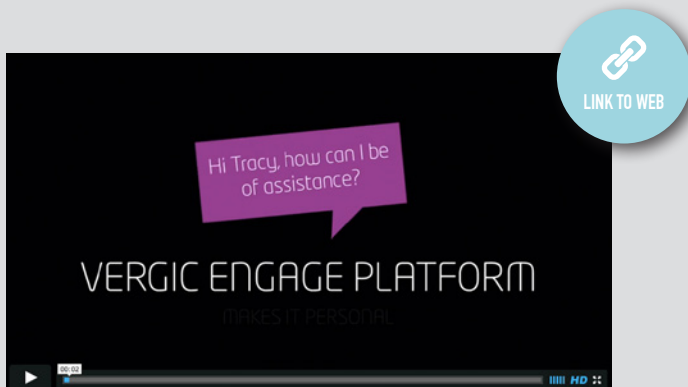 LINK TO WEB
Hi Tracy, how can I be
of assistance?
VERGIC ENGAGE PLATFORM
MAKES IT PERSONAL
00:02
HD